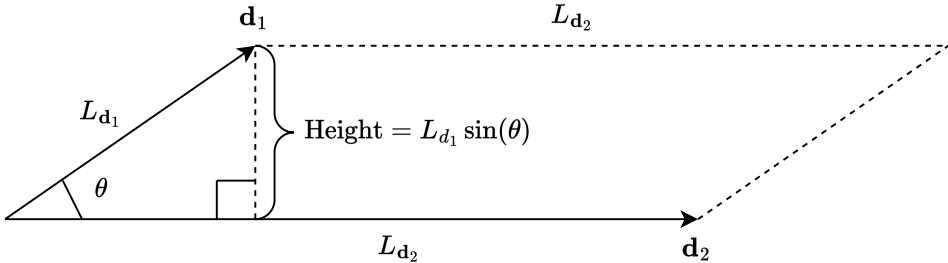 𝐝₁
L_𝐝₂
L_𝐝₁
Height = L_d₁ sin(θ)
θ
L_𝐝₂
𝐝₂